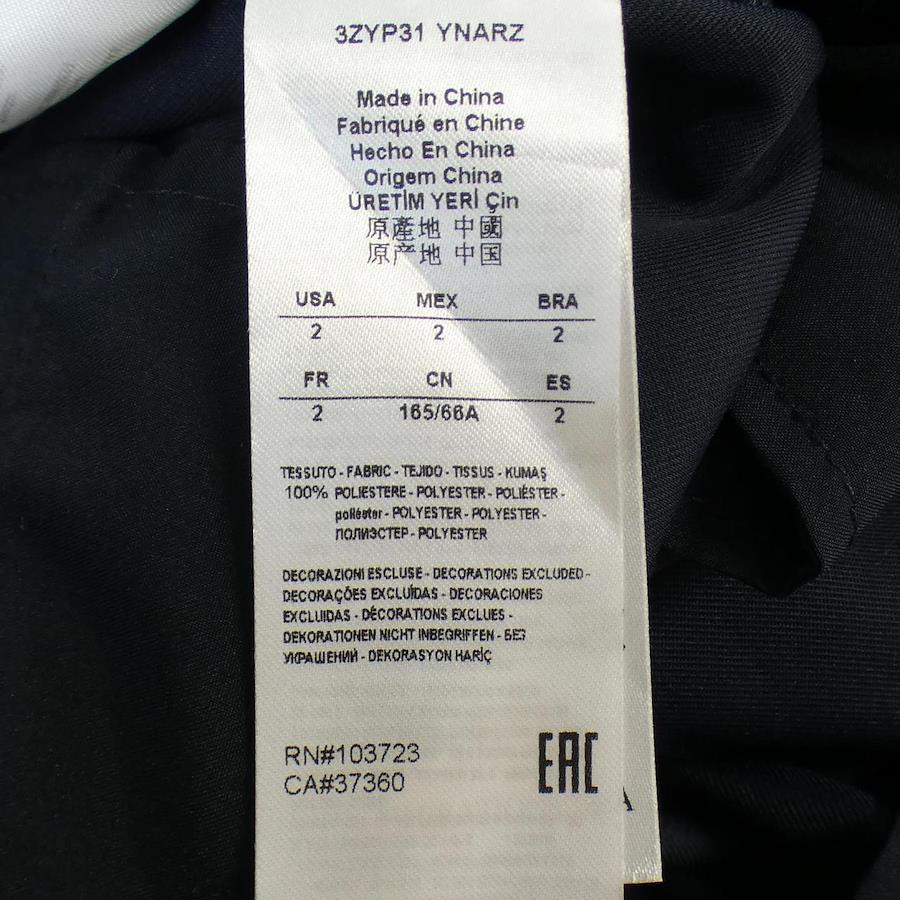 3ZYP31 YNARZ
Made in China
Fabriqué en Chine
Hecho En China
Origem China
ÜRETİM YERİ Çin
原產地 中國
原产地 中国
USA MEX BRA
2 2 2
FR CN ES
2 165/66A 2
TESSUTO - FABRIC - TEJIDO - TISSUS - KUMAŞ
100% POLIESTERE - POLYESTER - POLIÉSTER -
poliéster - POLYESTER - POLYESTER -
ПОЛИЭСТЕР - POLYESTER
DECORAZIONI ESCLUSE - DECORATIONS EXCLUDED -
DECORAÇÕES EXCLUÍDAS - DECORACIONES
EXCLUIDAS - DÉCORATIONS EXCLUES -
DEKORATIONEN NICHT INBEGRIFFEN - БЕЗ
УКРАШЕНИЙ - DEKORASYON HARİÇ
RN#103723
CA#37360
EAC